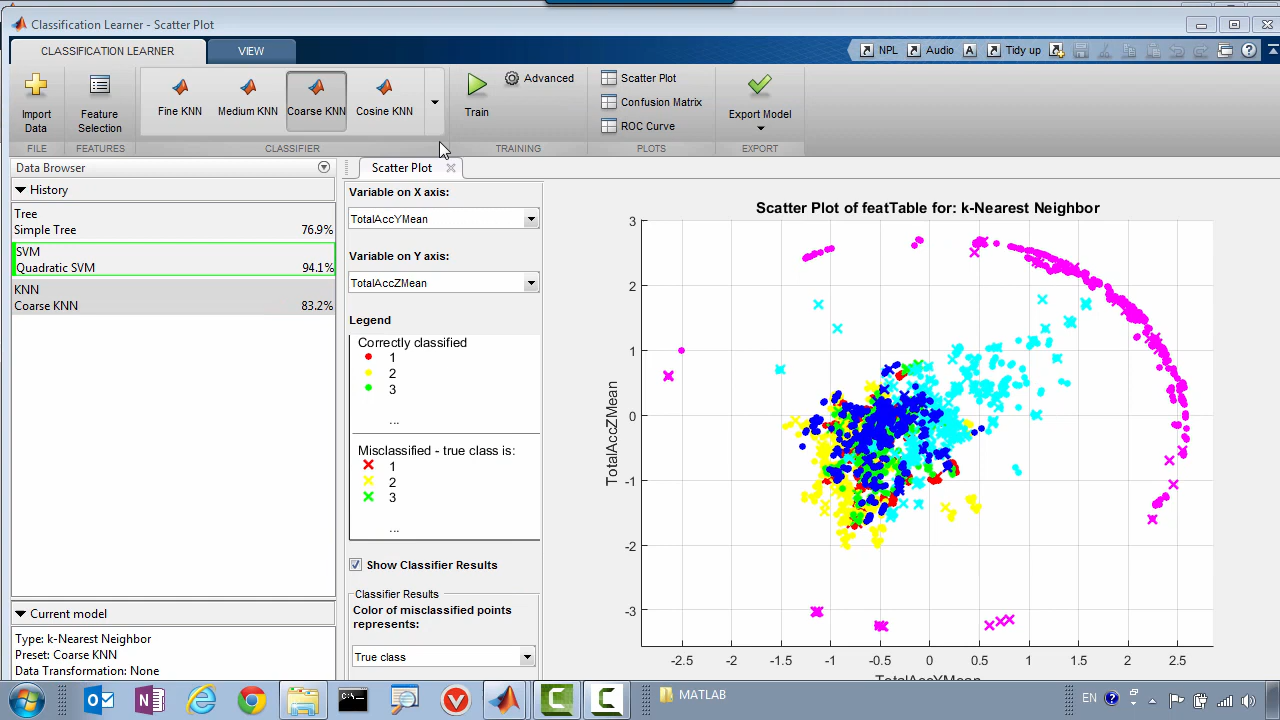 Classification Learner - Scatter Plot
CLASSIFICATION LEARNER
VIEW
NPL
Audio
A
Tidy up
Import Data
Feature Selection
Fine KNN
Medium KNN
Coarse KNN
Cosine KNN
Train
Advanced
Scatter Plot
Confusion Matrix
ROC Curve
Export Model
FILE
FEATURES
CLASSIFIER
TRAINING
PLOTS
EXPORT
Data Browser
History
Tree
Simple Tree 76.9%
SVM
Quadratic SVM 94.1%
KNN
Coarse KNN 83.2%
Current model
Type: k-Nearest Neighbor
Preset: Coarse KNN
Data Transformation: None
Scatter Plot
Variable on X axis:
TotalAccYMean
Variable on Y axis:
TotalAccZMean
Legend
Correctly classified
1
2
3
...
Misclassified - true class is:
1
2
3
...
Show Classifier Results
Classifier Results
Color of misclassified points
represents:
True class
Scatter Plot of featTable for: k-Nearest Neighbor
3
2
1
0
-1
-2
-3
TotalAccZMean
-2.5 -2 -1.5 -1 -0.5 0 0.5 1 1.5 2 2.5
TotalAccYMean
MATLAB
EN